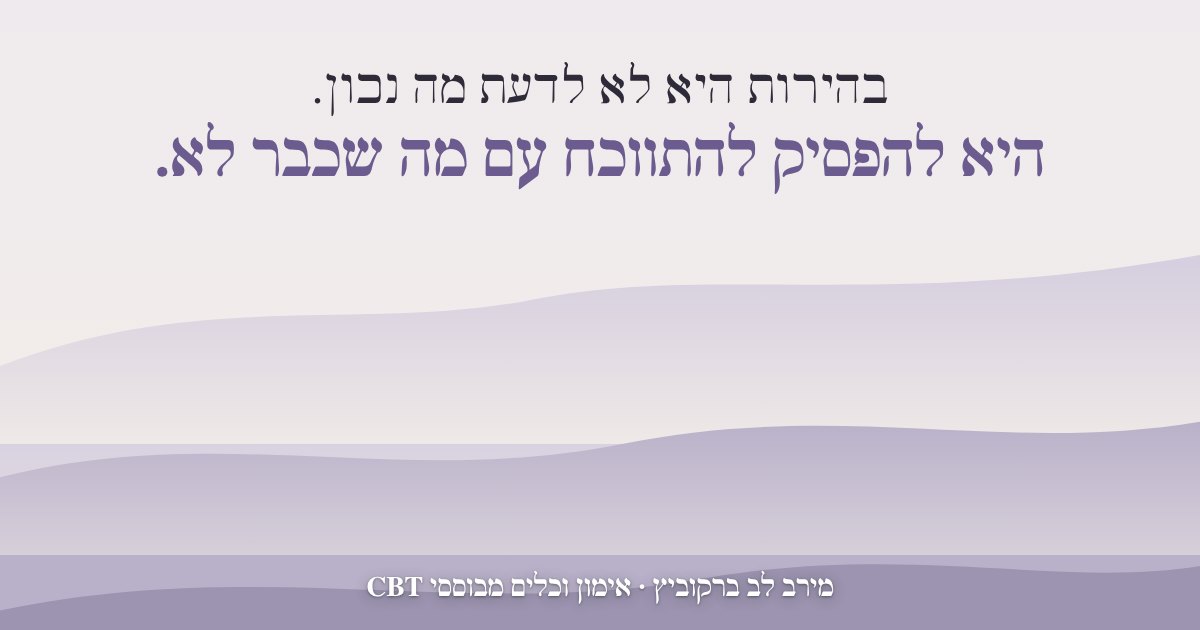 בהירות היא לא לדעת מה נכון.
היא להפסיק להתווכח עם מה שכבר לא.
מירב לב ברקוביץ · אימון וכלים מבוססי CBT